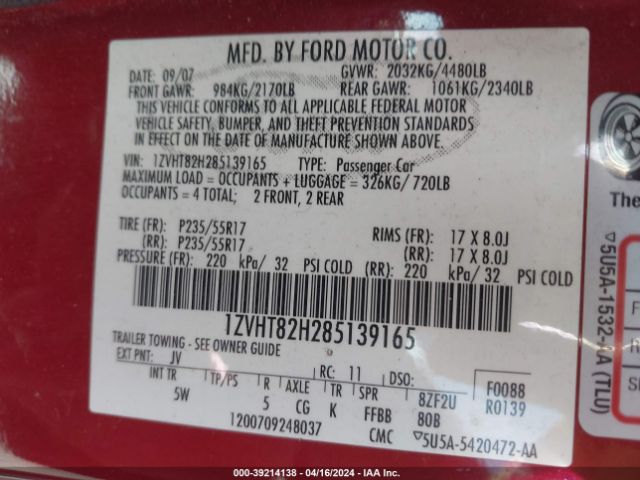 MFD. BY FORD MOTOR CO.
DATE: 09/07 GVWR: 2032KG/4480LB
FRONT GAWR: 984KG/2170LB REAR GAWR: 1061KG/2340LB
THIS VEHICLE CONFORMS TO ALL APPLICABLE FEDERAL MOTOR
VEHICLE SAFETY, BUMPER, AND THEFT PREVENTION STANDARDS
IN EFFECT ON THE DATE OF MANUFACTURE SHOWN ABOVE.
VIN: 1ZVHT82H285139165 TYPE: Passenger Car
MAXIMUM LOAD = OCCUPANTS + LUGGAGE = 326KG/ 720LB
OCCUPANTS = 4 TOTAL; 2 FRONT, 2 REAR
TIRE (FR): P235/55R17 RIMS (FR): 17 X 8.0J
(RR): P235/55R17 (RR): 17 X 8.0J
PRESSURE (FR): 220 kPa/ 32 PSI COLD (RR): 220 kPa/ 32 PSI COLD
1ZVHT82H285139165
TRAILER TOWING - SEE OWNER GUIDE
EXT PNT: JV RC: 11 DSO: F0088
INT TR TP/PS R AXLE TR SPR 8ZF2U R0139
5W 5 CG K FFBB 80B
1200709248037 CMC ▽5U5A-5420472-AA
The
▽5U5A-1532- A (TLU)
F
R
S
000-39214138 - 04/16/2024 - IAA Inc.